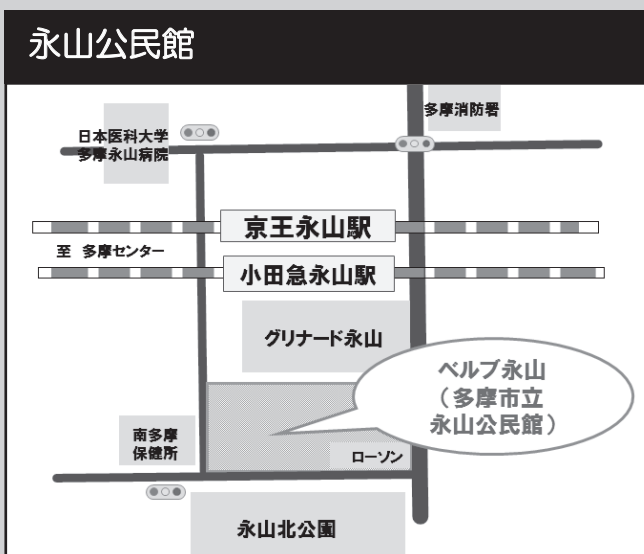 永山公民館
多摩消防署
日本医科大学
多摩永山病院
京王永山駅
至 多摩センター
小田急永山駅
グリナード永山
ベルブ永山
（多摩市立
永山公民館）
南多摩
保健所
ローソン
永山北公園